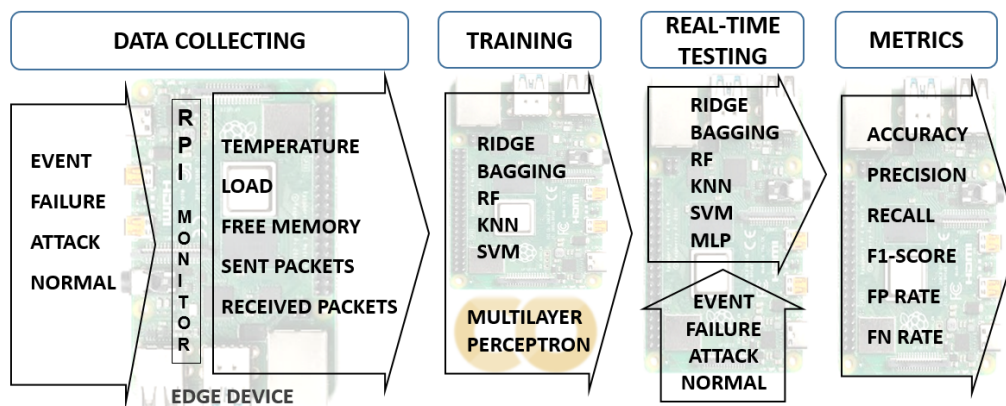 DATA COLLECTING
EVENT
FAILURE
ATTACK
NORMAL
RPI MONITOR
TEMPERATURE
LOAD
FREE MEMORY
SENT PACKETS
RECEIVED PACKETS
EDGE DEVICE
TRAINING
RIDGE
BAGGING
RF
KNN
SVM
MULTILAYER
PERCEPTRON
REAL-TIME
TESTING
RIDGE
BAGGING
RF
KNN
SVM
MLP
EVENT
FAILURE
ATTACK
NORMAL
METRICS
ACCURACY
PRECISION
RECALL
F1-SCORE
FP RATE
FN RATE